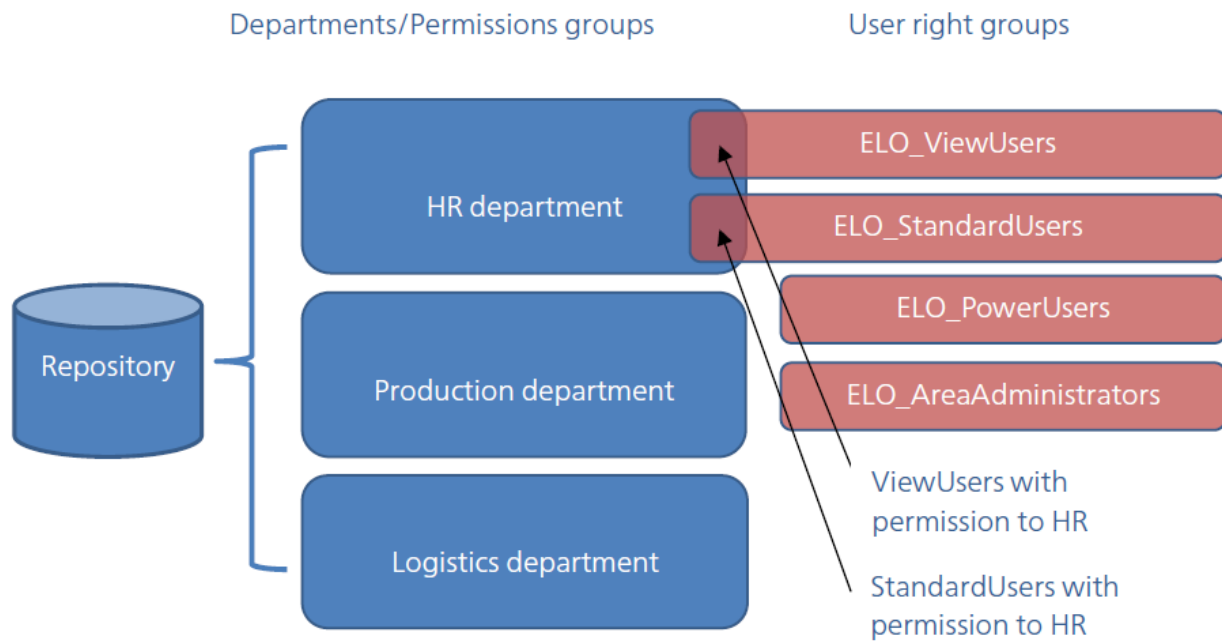 Departments/Permissions groups
User right groups
ELO_ViewUsers
HR department
ELO_StandardUsers
ELO_PowerUsers
Repository
Production department
ELO_AreaAdministrators
ViewUsers with
permission to HR
Logistics department
StandardUsers with
permission to HR